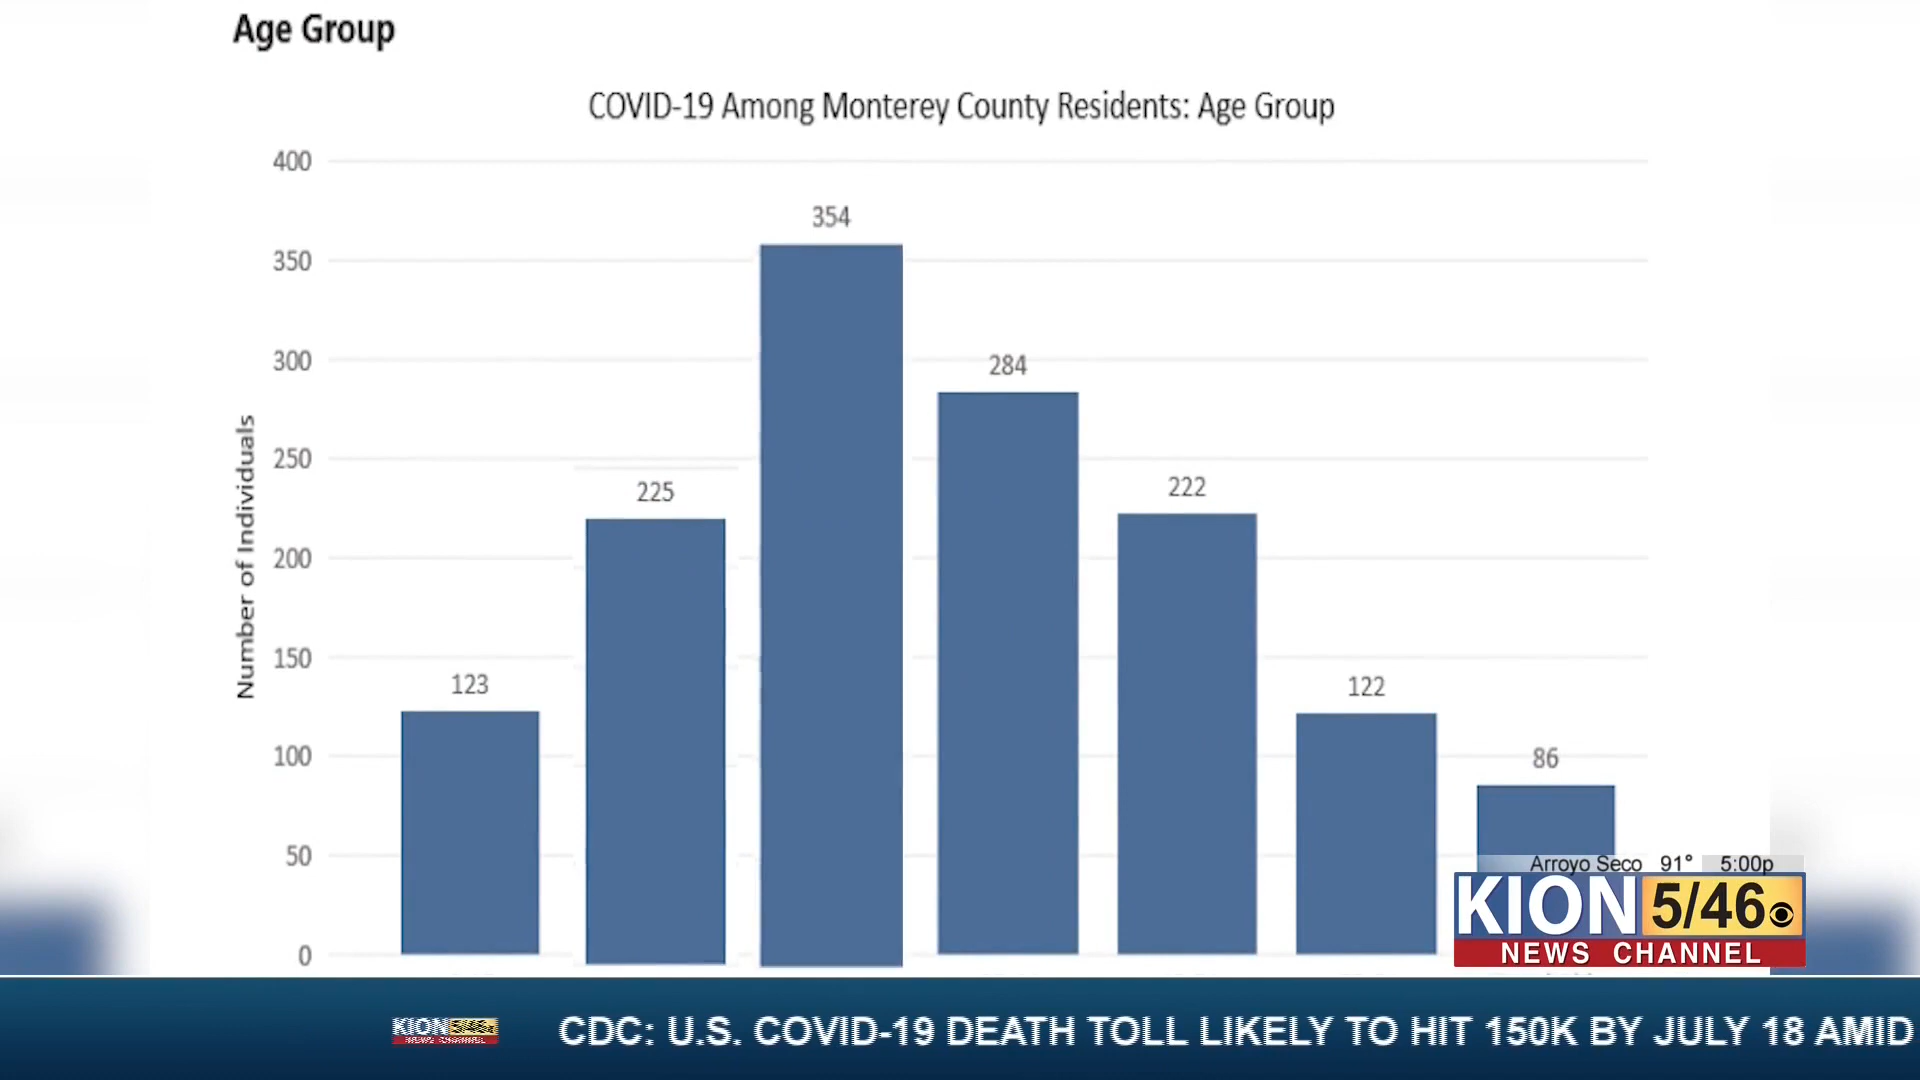 Age Group
COVID-19 Among Monterey County Residents: Age Group
400
350
300
250
200
150
100
50
0
Number of Individuals
123
225
354
284
222
122
86
Arroyo Seco 91° 5:00p
KION 5/46
NEWS CHANNEL
KION 5/46
NEWS CHANNEL
CDC: U.S. COVID-19 DEATH TOLL LIKELY TO HIT 150K BY JULY 18 AMID